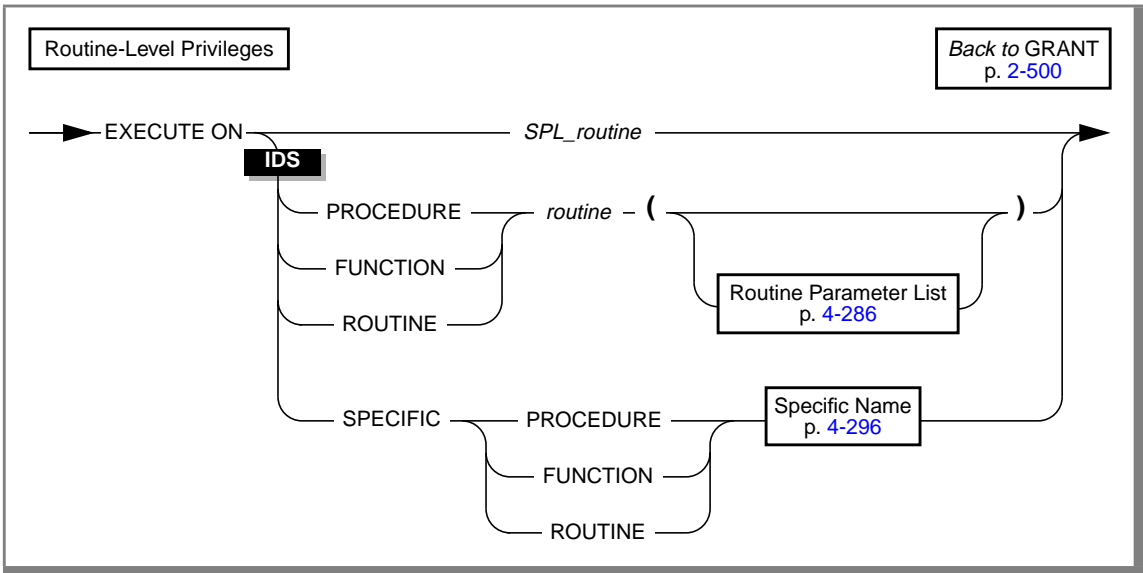 Routine-Level Privileges
Back to GRANT
p. 2-500
EXECUTE ON
SPL_routine
IDS
PROCEDURE
routine
(
)
FUNCTION
Routine Parameter List
p. 4-286
ROUTINE
SPECIFIC
PROCEDURE
Specific Name
p. 4-296
FUNCTION
ROUTINE